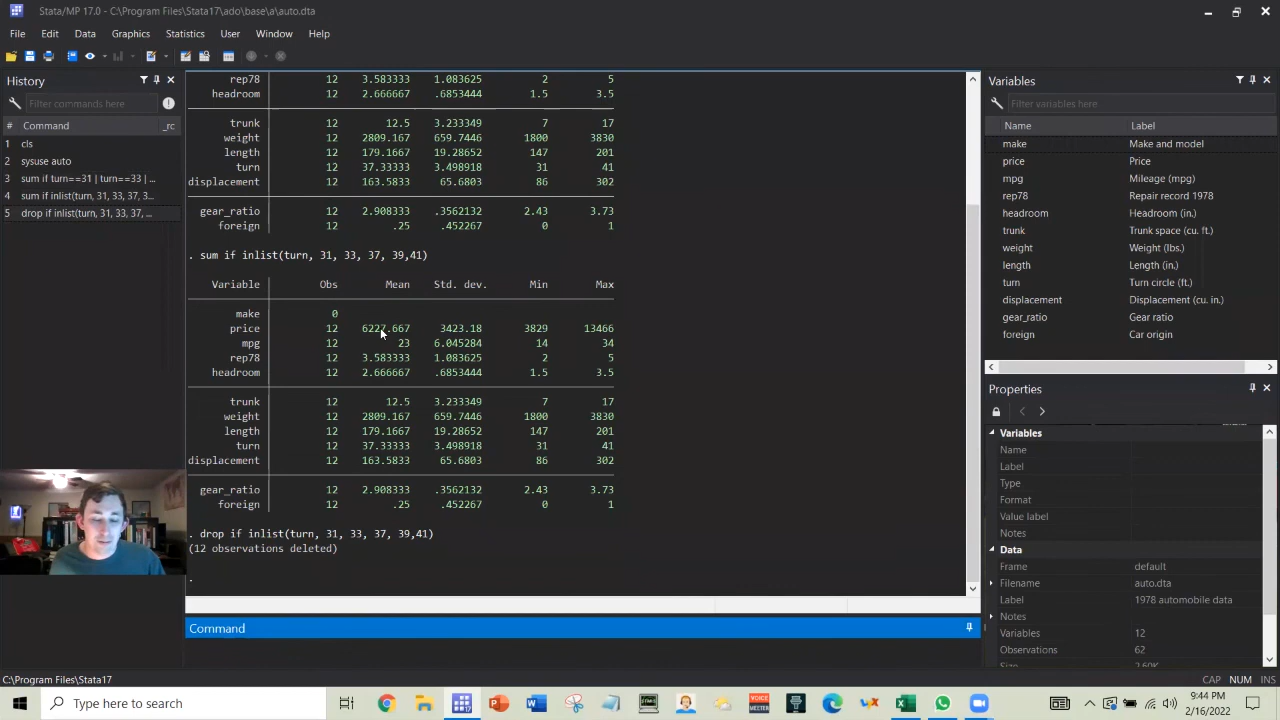 Stata/MP 17.0 - C:\Program Files\Stata17\ado\base\a\auto.dta
File Edit Data Graphics Statistics User Window Help
History
Filter commands here
# Command _rc
1 cls
2 sysuse auto
3 sum if turn==31 | turn==33 | ...
4 sum if inlist(turn, 31, 33, 37, 3...
5 drop if inlist(turn, 31, 33, 37, ...
rep78 12 3.583333 1.083625 2 5
headroom 12 2.666667 .6853444 1.5 3.5
trunk 12 12.5 3.233349 7 17
weight 12 2809.167 659.7446 1800 3830
length 12 179.1667 19.28652 147 201
turn 12 37.33333 3.498918 31 41
displacement 12 163.5833 65.6803 86 302
gear_ratio 12 2.908333 .3562132 2.43 3.73
foreign 12 .25 .452267 0 1
. sum if inlist(turn, 31, 33, 37, 39,41)
Variable Obs Mean Std. dev. Min Max
make 0
price 12 6227.667 3423.18 3829 13466
mpg 12 23 6.045284 14 34
rep78 12 3.583333 1.083625 2 5
headroom 12 2.666667 .6853444 1.5 3.5
trunk 12 12.5 3.233349 7 17
weight 12 2809.167 659.7446 1800 3830
length 12 179.1667 19.28652 147 201
turn 12 37.33333 3.498918 31 41
displacement 12 163.5833 65.6803 86 302
gear_ratio 12 2.908333 .3562132 2.43 3.73
foreign 12 .25 .452267 0 1
. drop if inlist(turn, 31, 33, 37, 39,41)
(12 observations deleted)
.
Command
Variables
Filter variables here
Name Label
make Make and model
price Price
mpg Mileage (mpg)
rep78 Repair record 1978
headroom Headroom (in.)
trunk Trunk space (cu. ft.)
weight Weight (lbs.)
length Length (in.)
turn Turn circle (ft.)
displacement Displacement (cu. in.)
gear_ratio Gear ratio
foreign Car origin
Properties
Variables
Name
Label
Type
Format
Value label
Notes
Data
Frame default
Filename auto.dta
Label 1978 automobile data
Notes
Variables 12
Observations 62
C:\Program Files\Stata17
CAP NUM INS
Type here to search
VOICE
MEETER
9:44 PM
2/16/2022